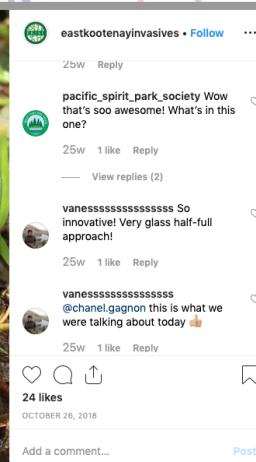 eastkootenayinvasives • Follow ...
25w Reply
pacific_spirit_park_society Wow
that's soo awesome! What's in this
one?
25w 1 like Reply
View replies (2)
vanesssssssssssssss So
innovative! Very glass half-full
approach!
25w 1 like Reply
vanesssssssssssssss
@chanel.gagnon this is what we
were talking about today 👍🏼
25w 1 like Reply
24 likes
OCTOBER 26, 2018
Add a comment... Post